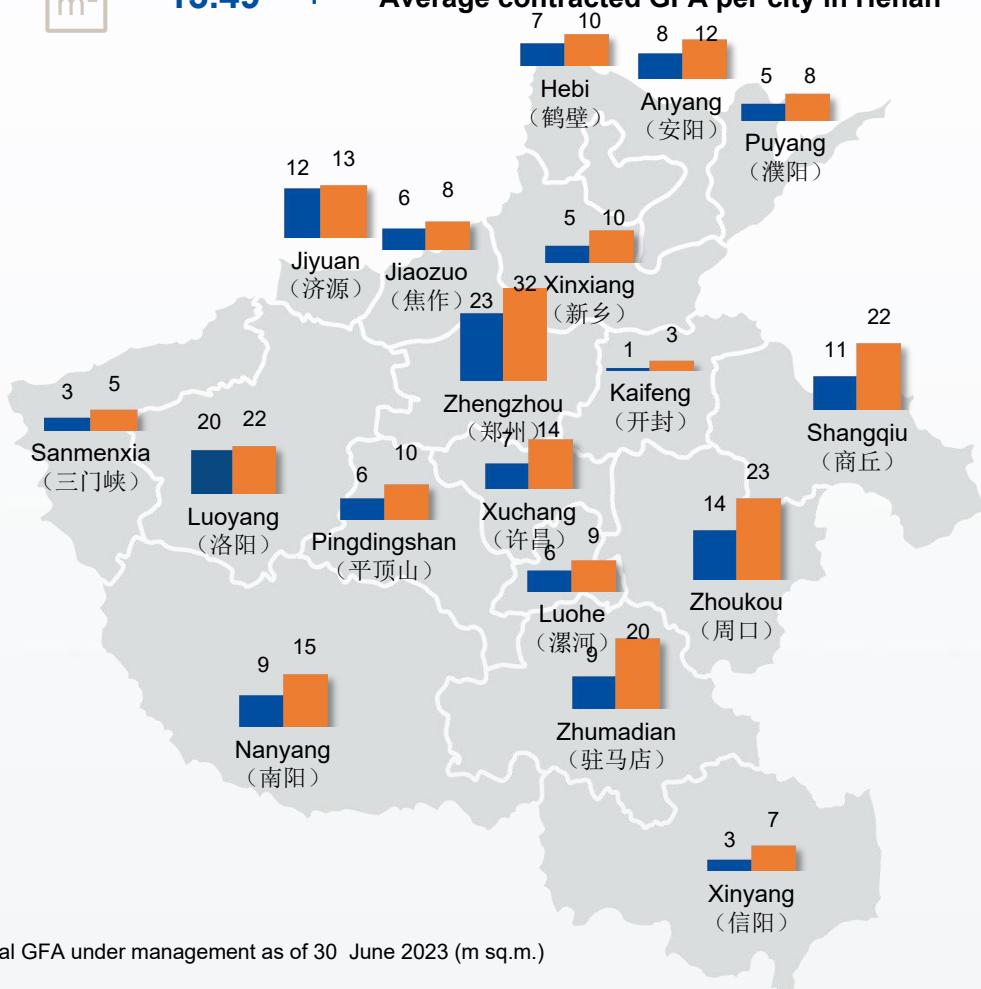 m²
Average contracted GFA per city in Henan
7 10
Hebi
（鹤壁）
8 12
Anyang
（安阳）
5 8
Puyang
（濮阳）
12 13
Jiyuan
（济源）
6 8
Jiaozuo
（焦作）
5 10
Xinxiang
（新乡）
23 32
Zhengzhou
（郑州）
1 3
Kaifeng
（开封）
11 22
Shangqiu
（商丘）
3 5
Sanmenxia
（三门峡）
20 22
Luoyang
（洛阳）
6 10
Pingdingshan
（平顶山）
7 14
Xuchang
（许昌）
6 9
Luohe
（漯河）
14 23
Zhoukou
（周口）
9 15
Nanyang
（南阳）
9 20
Zhumadian
（驻马店）
3 7
Xinyang
（信阳）
al GFA under management as of 30 June 2023 (m sq.m.)